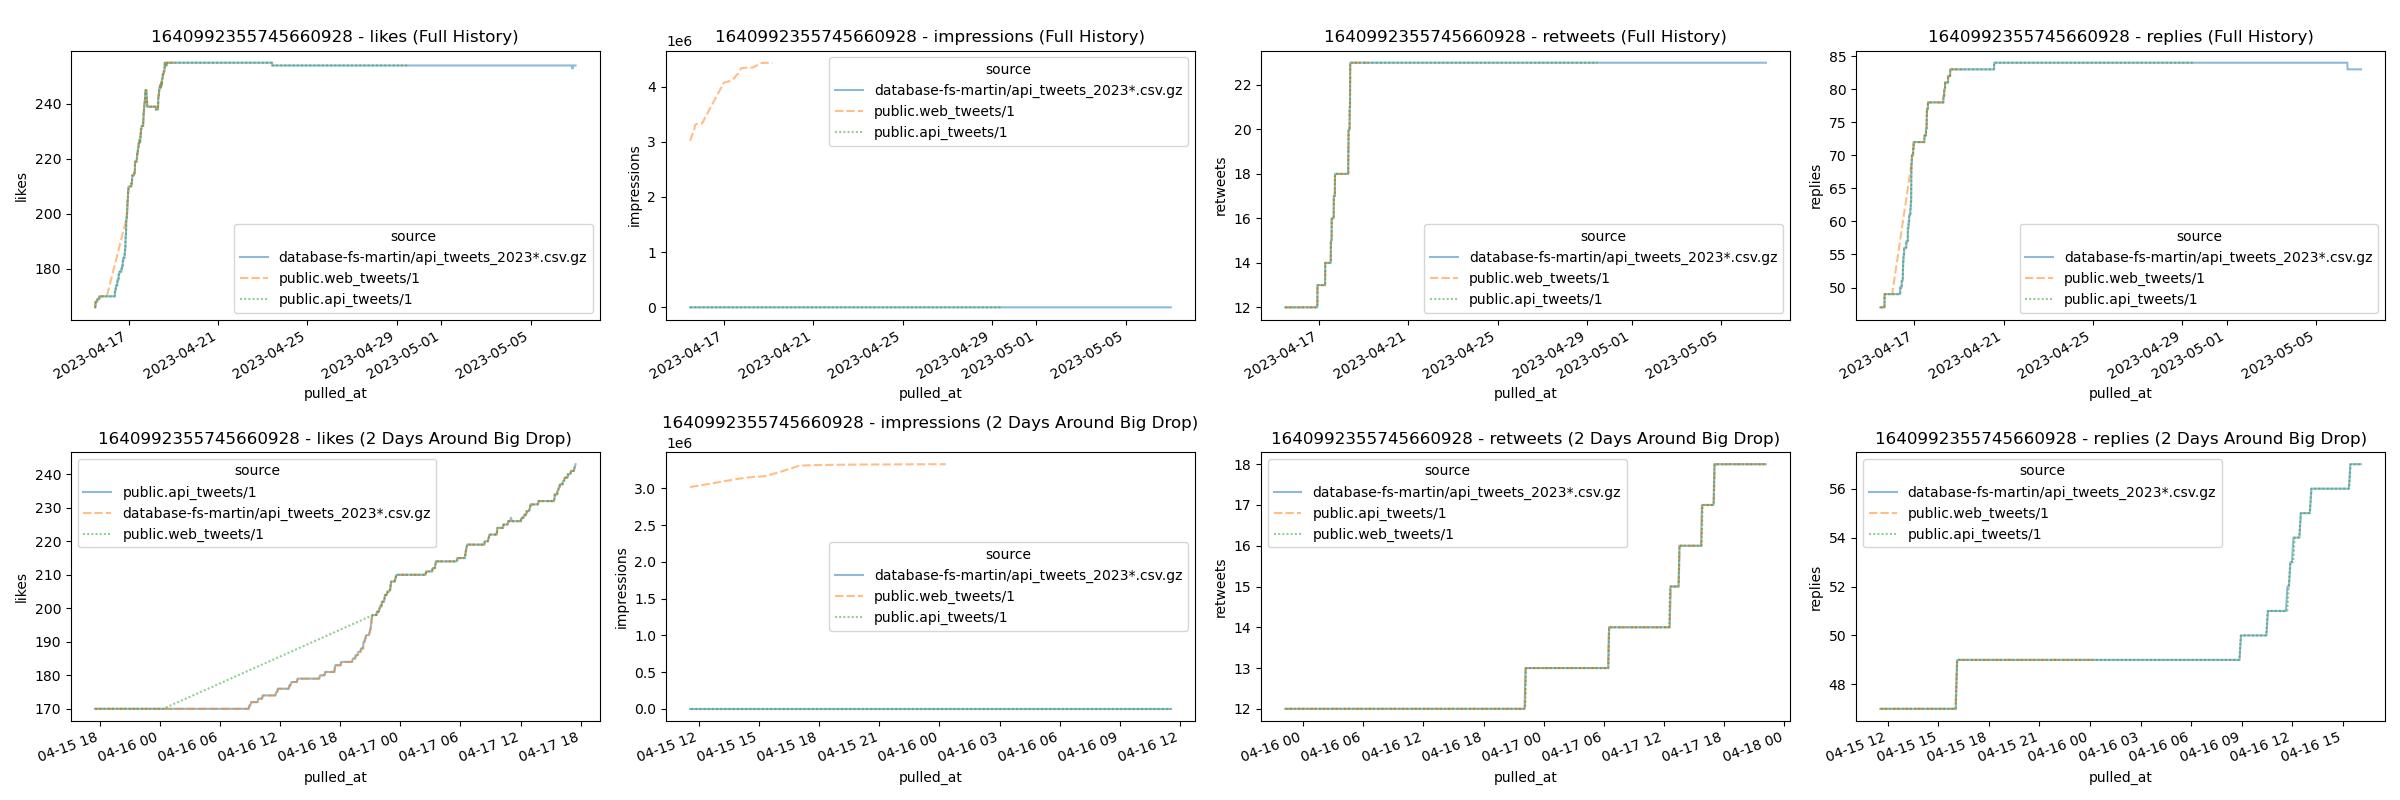 1640992355745660928 - likes (Full History)
240
220
200
180
likes
source
database-fs-martin/api_tweets_2023*.csv.gz
public.web_tweets/1
public.api_tweets/1
2023-04-17
2023-04-21
2023-04-25
2023-04-29
2023-05-01
2023-05-05
pulled_at
1640992355745660928 - impressions (Full History)
1e6
4
3
2
1
0
impressions
source
database-fs-martin/api_tweets_2023*.csv.gz
public.web_tweets/1
public.api_tweets/1
2023-04-17
2023-04-21
2023-04-25
2023-04-29
2023-05-01
2023-05-05
pulled_at
1640992355745660928 - retweets (Full History)
22
20
18
16
14
12
retweets
source
database-fs-martin/api_tweets_2023*.csv.gz
public.web_tweets/1
public.api_tweets/1
2023-04-17
2023-04-21
2023-04-25
2023-04-29
2023-05-01
2023-05-05
pulled_at
1640992355745660928 - replies (Full History)
85
80
75
70
65
60
55
50
replies
source
database-fs-martin/api_tweets_2023*.csv.gz
public.web_tweets/1
public.api_tweets/1
2023-04-17
2023-04-21
2023-04-25
2023-04-29
2023-05-01
2023-05-05
pulled_at
1640992355745660928 - likes (2 Days Around Big Drop)
240
230
220
210
200
190
180
170
likes
source
public.api_tweets/1
database-fs-martin/api_tweets_2023*.csv.gz
public.web_tweets/1
04-15 18
04-16 00
04-16 06
04-16 12
04-16 18
04-17 00
04-17 06
04-17 12
04-17 18
pulled_at
1640992355745660928 - impressions (2 Days Around Big Drop)
1e6
3.0
2.5
2.0
1.5
1.0
0.5
0.0
impressions
source
database-fs-martin/api_tweets_2023*.csv.gz
public.web_tweets/1
public.api_tweets/1
04-15 12
04-15 15
04-15 18
04-15 21
04-16 00
04-16 03
04-16 06
04-16 09
04-16 12
pulled_at
1640992355745660928 - retweets (2 Days Around Big Drop)
18
17
16
15
14
13
12
retweets
source
database-fs-martin/api_tweets_2023*.csv.gz
public.api_tweets/1
public.web_tweets/1
04-16 00
04-16 06
04-16 12
04-16 18
04-17 00
04-17 06
04-17 12
04-17 18
04-18 00
pulled_at
1640992355745660928 - replies (2 Days Around Big Drop)
56
54
52
50
48
replies
source
database-fs-martin/api_tweets_2023*.csv.gz
public.web_tweets/1
public.api_tweets/1
04-15 12
04-15 15
04-15 18
04-15 21
04-16 00
04-16 03
04-16 06
04-16 09
04-16 12
04-16 15
pulled_at